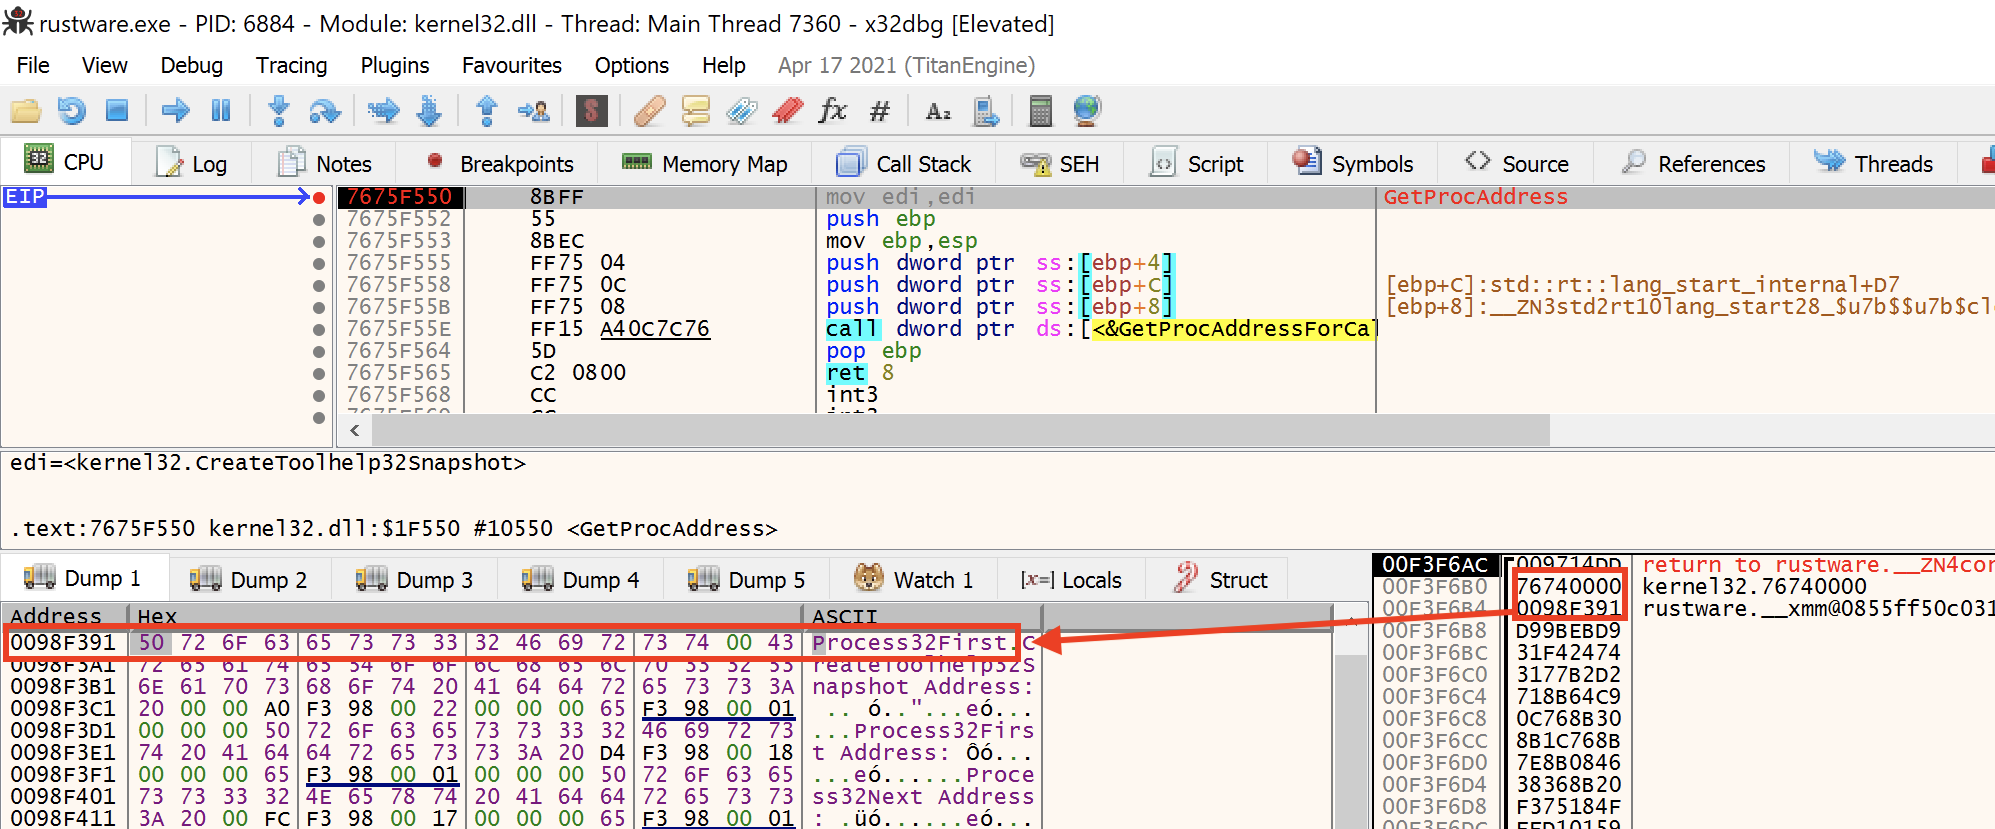 rustware.exe - PID: 6884 - Module: kernel32.dll - Thread: Main Thread 7360 - x32dbg [Elevated]
File View Debug Tracing Plugins Favourites Options Help Apr 17 2021 (TitanEngine)
CPU Log Notes Breakpoints Memory Map Call Stack SEH Script Symbols Source References Threads
EIP 7675F550 8BFF mov edi,edi GetProcAddress
7675F552 55 push ebp
7675F553 8BEC mov ebp,esp
7675F555 FF75 04 push dword ptr ss:[ebp+4]
7675F558 FF75 0C push dword ptr ss:[ebp+C] [ebp+C]:std::rt::lang_start_internal+D7
7675F55B FF75 08 push dword ptr ss:[ebp+8] [ebp+8]:__ZN3std2rt10lang_start28_$u7b$$u7b$cl
7675F55E FF15 A40C7C76 call dword ptr ds:[<&GetProcAddressForCa
7675F564 5D pop ebp
7675F565 C2 0800 ret 8
7675F568 CC int3
edi=<kernel32.CreateToolhelp32Snapshot>
.text:7675F550 kernel32.dll:$1F550 #10550 <GetProcAddress>
Dump 1 Dump 2 Dump 3 Dump 4 Dump 5 Watch 1 [x=] Locals Struct
Address Hex ASCII
0098F391 50 72 6F 63 65 73 73 33 32 46 69 72 73 74 00 43 Process32First.C
0098F3A1 72 65 61 74 65 54 6F 6F 6C 68 65 6C 70 33 32 53 reateToolhelp32S
0098F3B1 6E 61 70 73 68 6F 74 20 41 64 64 72 65 73 73 3A napshot Address:
0098F3C1 20 00 00 A0 F3 98 00 22 00 00 00 65 F3 98 00 01 .. ó.."...eó...
0098F3D1 00 00 00 50 72 6F 63 65 73 73 33 32 46 69 72 73 ...Process32Firs
0098F3E1 74 20 41 64 64 72 65 73 73 3A 20 D4 F3 98 00 18 t Address: Ôó...
0098F3F1 00 00 00 65 F3 98 00 01 00 00 00 50 72 6F 63 65 ...eó......Proce
0098F401 73 73 33 32 4E 65 78 74 20 41 64 64 72 65 73 73 ss32Next Address
0098F411 3A 20 00 FC F3 98 00 17 00 00 00 65 F3 98 00 01 : .üó......eó...
00F3F6AC 009714DD return to rustware.__ZN4cor
00F3F6B0 76740000 kernel32.76740000
00F3F6B4 0098F391 rustware.__xmm@0855ff50c031
00F3F6B8 D99BEBD9
00F3F6BC 31F42474
00F3F6C0 3177B2D2
00F3F6C4 718B64C9
00F3F6C8 0C768B30
00F3F6CC 8B1C768B
00F3F6D0 7E8B0846
00F3F6D4 38368B20
00F3F6D8 F375184F